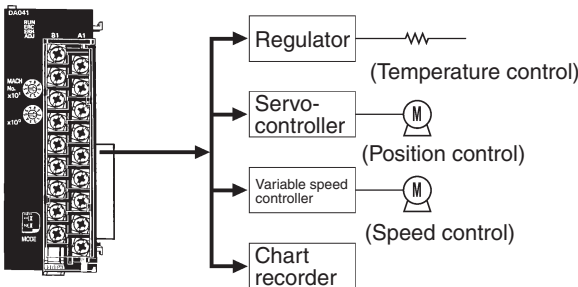 DA041
RUN
ERC
ERH
ADJ
B1 A1
MACH
No.
x10¹
x10⁰
MODE
Regulator
(Temperature control)
Servo-
controller
M
(Position control)
Variable speed
controller
M
(Speed control)
Chart
recorder